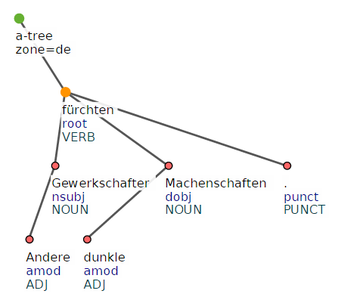 a-tree
zone=de
fürchten
root
VERB
Gewerkschafter
nsubj
NOUN
Machenschaften
dobj
NOUN
.
punct
PUNCT
Andere
amod
ADJ
dunkle
amod
ADJ